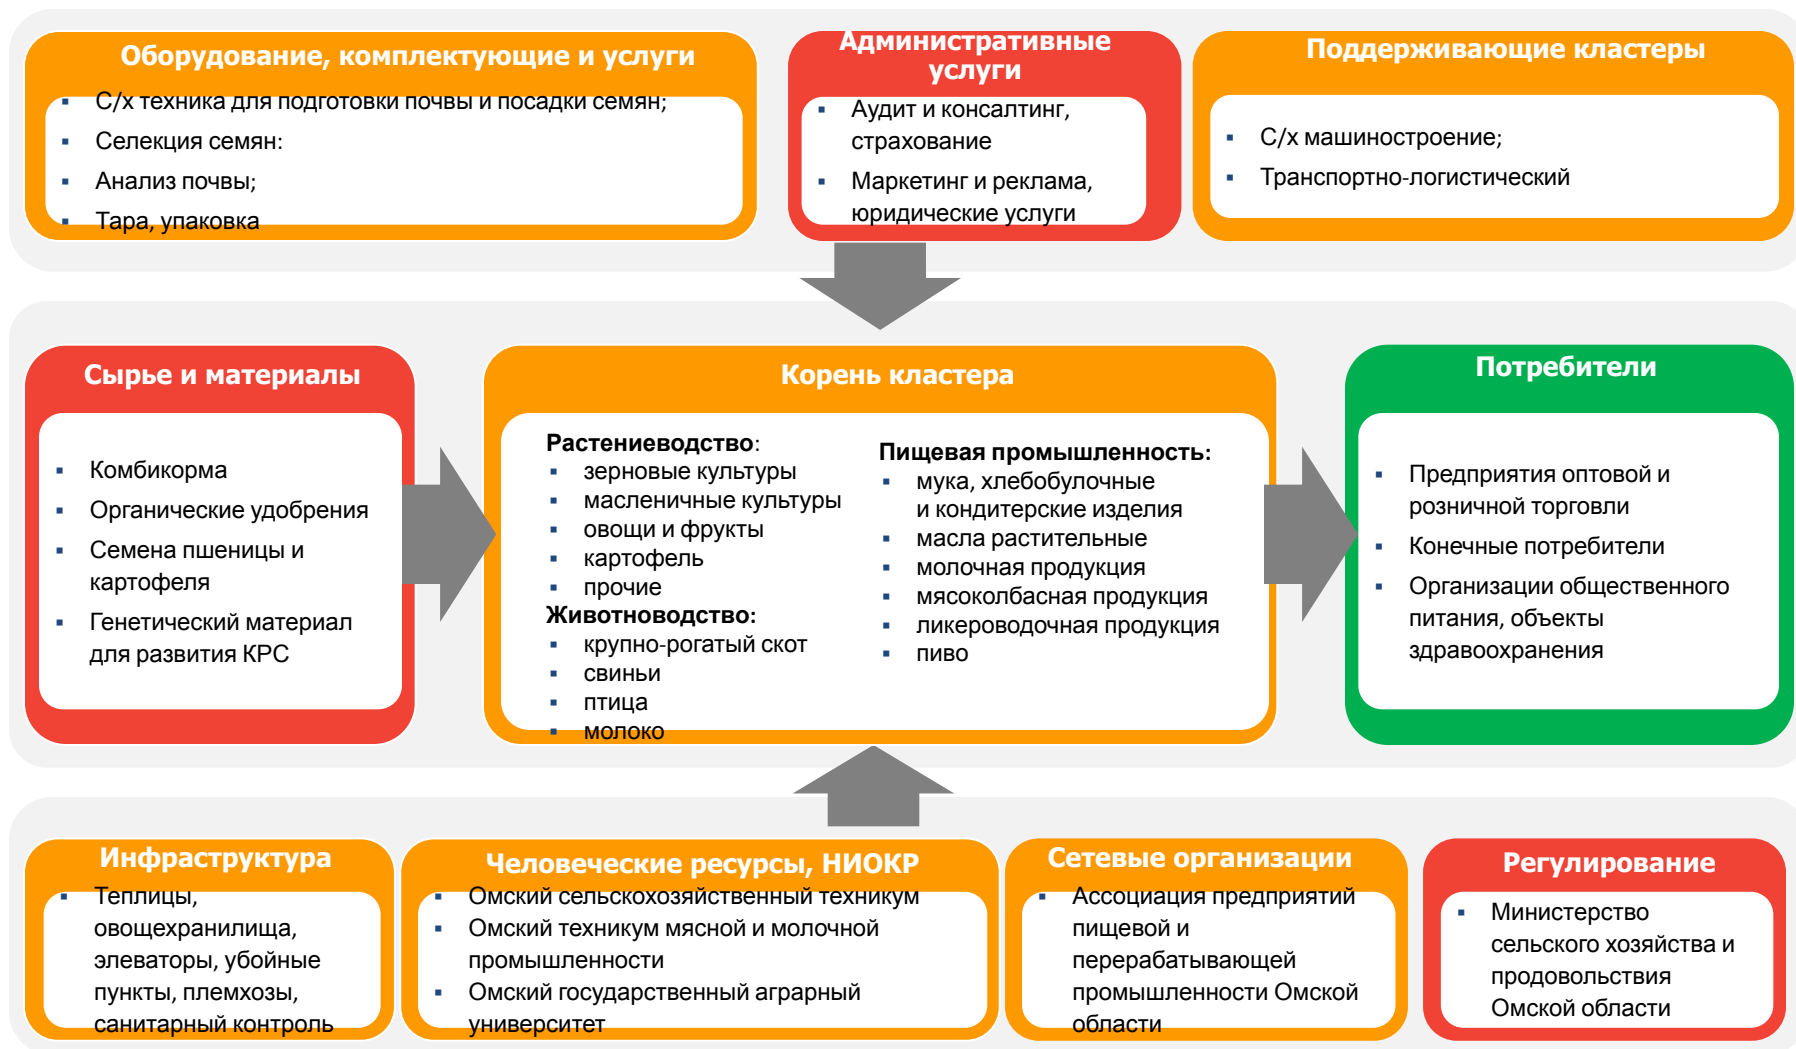 Оборудование, комплектующие и услуги
С/х техника для подготовки почвы и посадки семян;
Селекция семян:
Анализ почвы;
Тара, упаковка
Административные
услуги
Аудит и консалтинг,
страхование
Маркетинг и реклама,
юридические услуги
Поддерживающие кластеры
С/х машиностроение;
Транспортно-логистический
Сырье и материалы
Комбикорма
Органические удобрения
Семена пшеницы и
картофеля
Генетический материал
для развития КРС
Корень кластера
Растениеводство:
зерновые культуры
масленичные культуры
овощи и фрукты
картофель
прочие
Животноводство:
крупно-рогатый скот
свиньи
птица
молоко
Пищевая промышленность:
мука, хлебобулочные
и кондитерские изделия
масла растительные
молочная продукция
мясоколбасная продукция
ликероводочная продукция
пиво
Потребители
Предприятия оптовой и
розничной торговли
Конечные потребители
Организации общественного
питания, объекты
здравоохранения
Инфраструктура
Теплицы,
овощехранилища,
элеваторы, убойные
пункты, племхозы,
санитарный контроль
Человеческие ресурсы, НИОКР
Омский сельскохозяйственный техникум
Омский техникум мясной и молочной
промышленности
Омский государственный аграрный
университет
Сетевые организации
Ассоциация предприятий
пищевой и
перерабатывающей
промышленности Омской
области
Регулирование
Министерство
сельского хозяйства и
продовольствия
Омской области